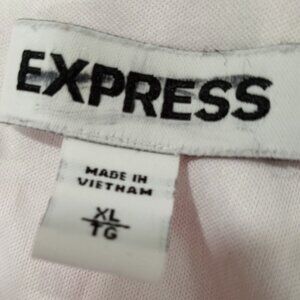 EXPRESS
MADE IN
VIETNAM
XL
TG